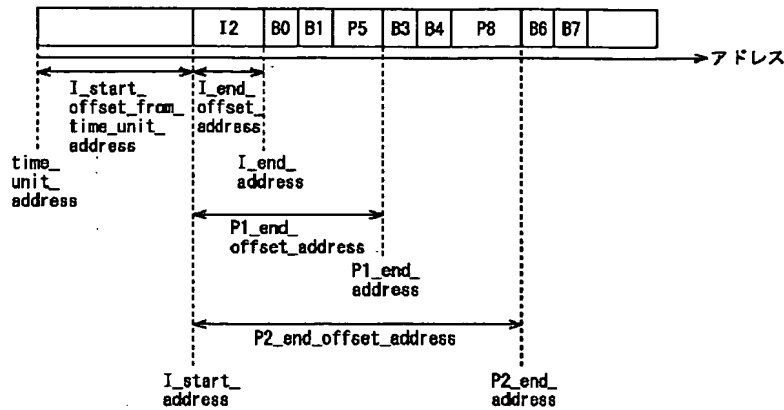 I2 B0 B1 P5 B3 B4 P8 B6 B7
アドレス
I_start_
offset_from_
time_unit_
address
I_end_
offset_
address
time_
unit_
address
I_end_
address
P1_end_
offset_address
P1_end_
address
P2_end_offset_address
I_start_
address
P2_end_
address